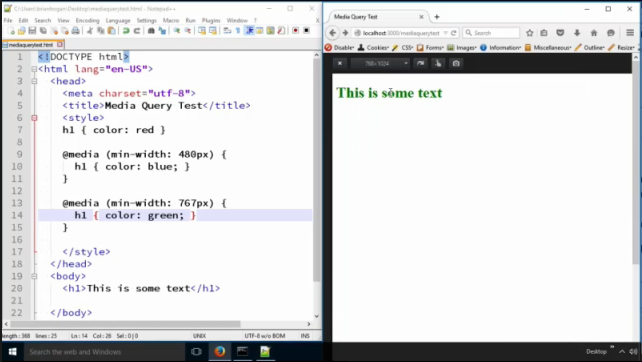 C:\Users\brianhogan\Desktop\mediaquerytest.html - Notepad++
File Edit Search View Encoding Language Settings Macro Run Plugins Window ?
mediaquerytest.html
1 <!DOCTYPE html>
2 <html lang="en-US">
3 <head>
4 <meta charset="utf-8">
5 <title>Media Query Test</title>
6 <style>
7 h1 { color: red }
8
9 @media (min-width: 480px) {
10 h1 { color: blue; }
11 }
12
13 @media (min-width: 767px) {
14 h1 { color: green; }
15 }
16
17 </style>
18 </head>
19 <body>
20 <h1>This is some text</h1>
21
22 </body>
length : 368 lines : 25 Ln : 14 Col : 26 Sel : 0 | 0 UNIX UTF-8 w/o BOM INS
Search the web and Windows
Media Query Test
localhost:3000/mediaquerytest
Search
Disable Cookies CSS Forms Images Information Miscellaneous Outline Resize
768×1024
This is some text
Desktop